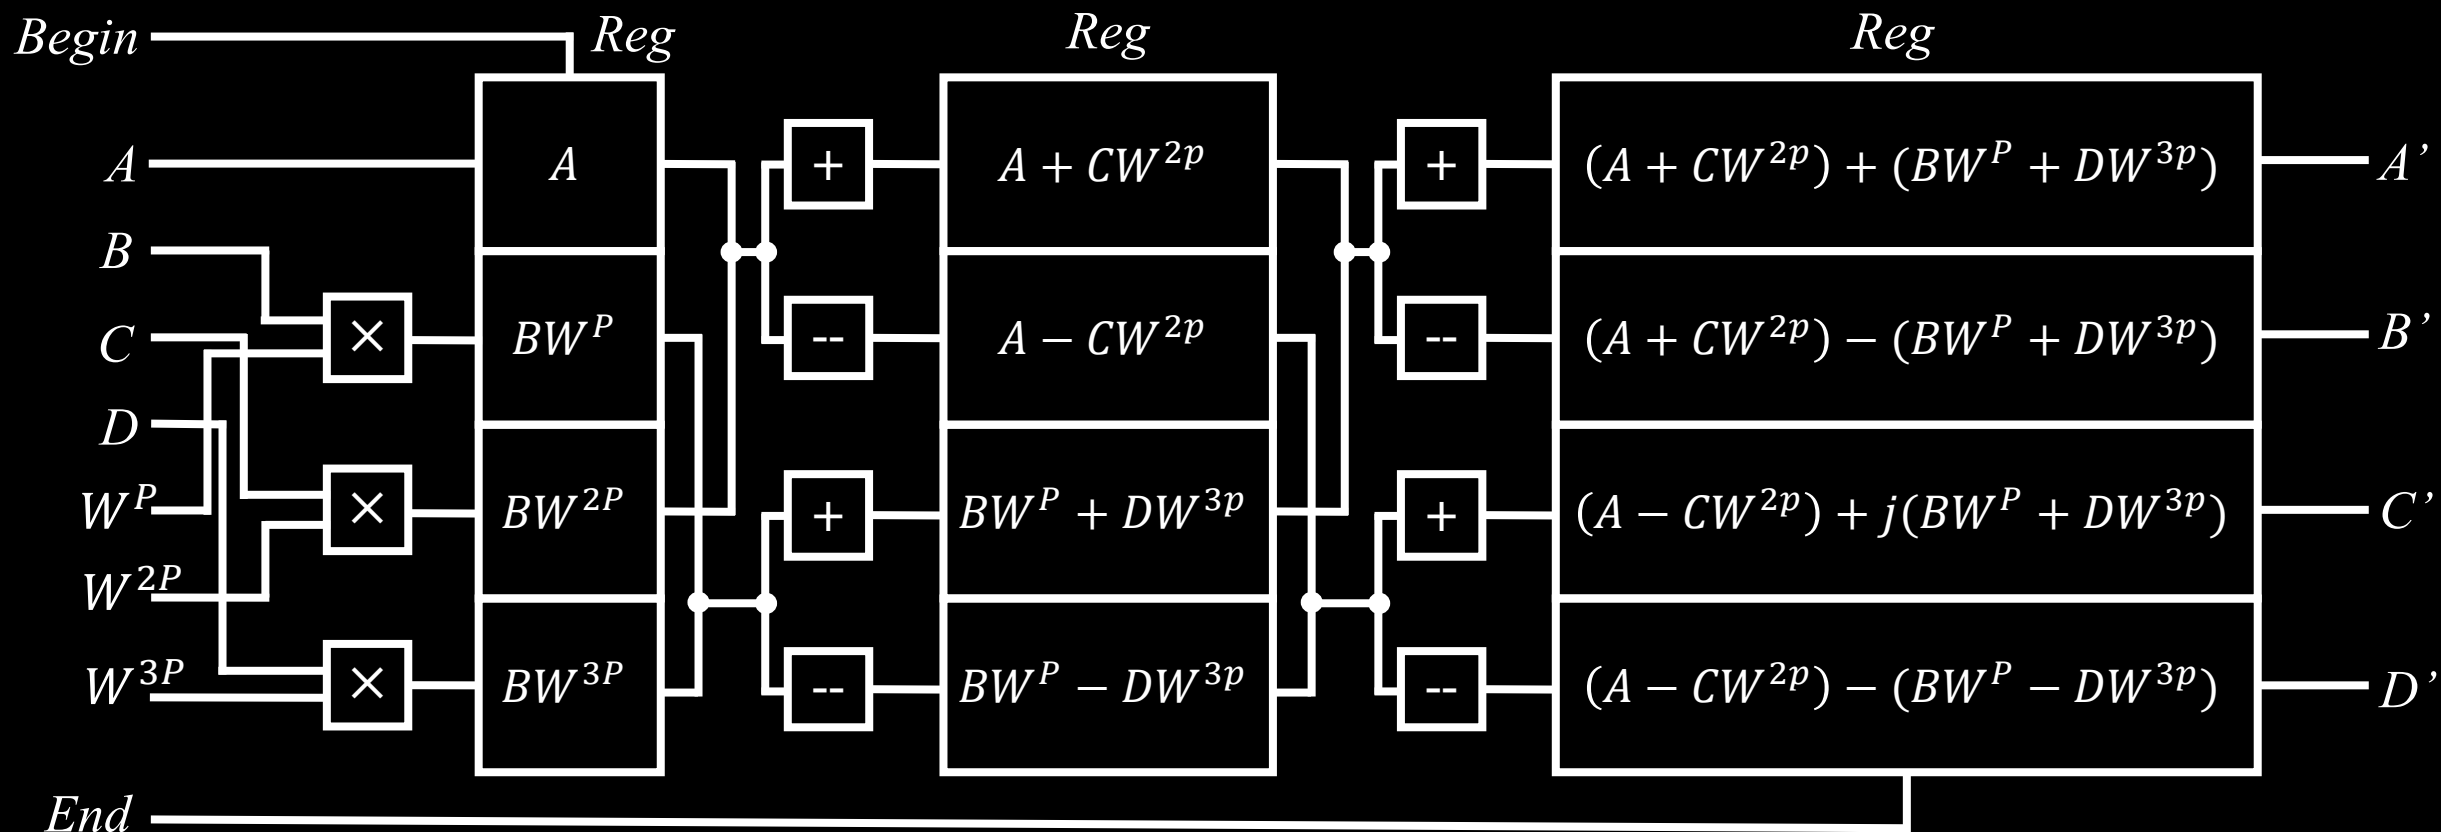 Begin
Reg
Reg
Reg
A
A
+
A + CW^{2p}
+
(A + CW^{2p}) + (BW^P + DW^{3p})
A’
B
C
×
BW^P
--
A − CW^{2p}
--
(A + CW^{2p}) − (BW^P + DW^{3p})
B’
D
W^P
×
BW^{2P}
+
BW^P + DW^{3p}
+
(A − CW^{2p}) + j(BW^P + DW^{3p})
C’
W^{2P}
W^{3P}
×
BW^{3P}
--
BW^P − DW^{3p}
--
(A − CW^{2p}) − (BW^P − DW^{3p})
D’
End